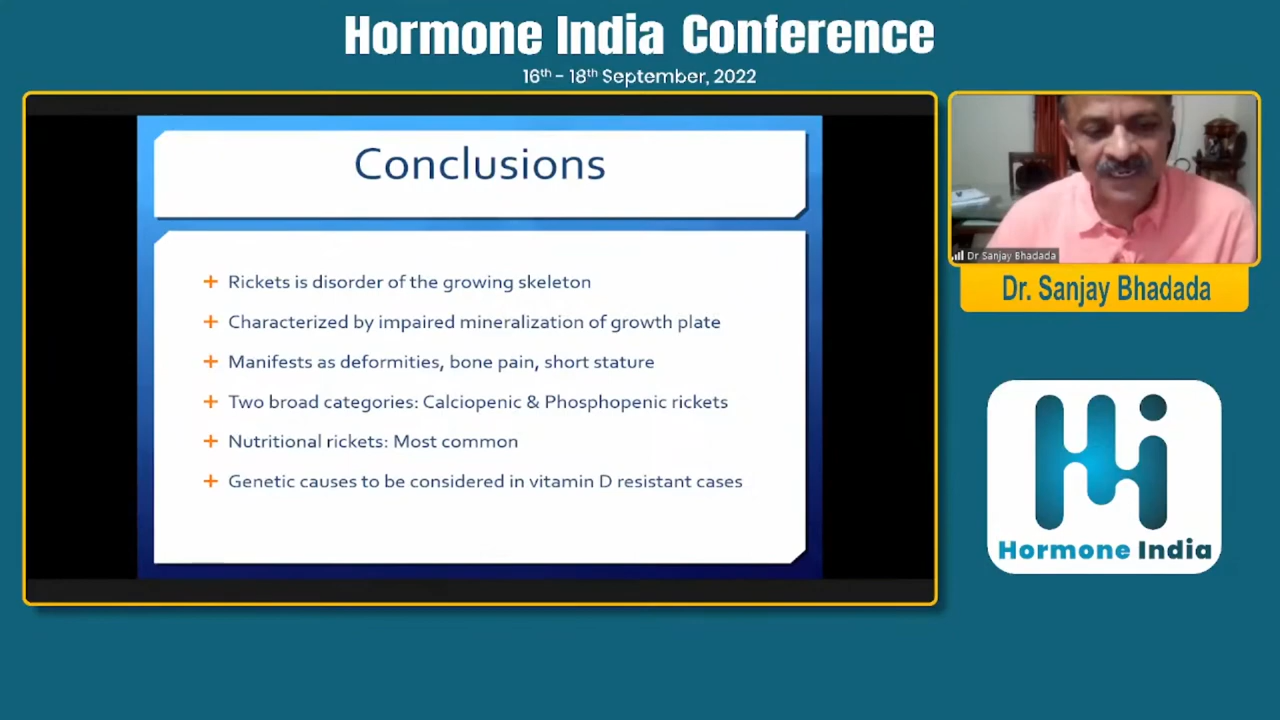 Hormone India Conference
16th - 18th September, 2022
Conclusions
+ Rickets is disorder of the growing skeleton
+ Characterized by impaired mineralization of growth plate
+ Manifests as deformities, bone pain, short stature
+ Two broad categories: Calciopenic & Phosphopenic rickets
+ Nutritional rickets: Most common
+ Genetic causes to be considered in vitamin D resistant cases
Dr Sanjay Bhadada
Dr. Sanjay Bhadada
Hi
Hormone India